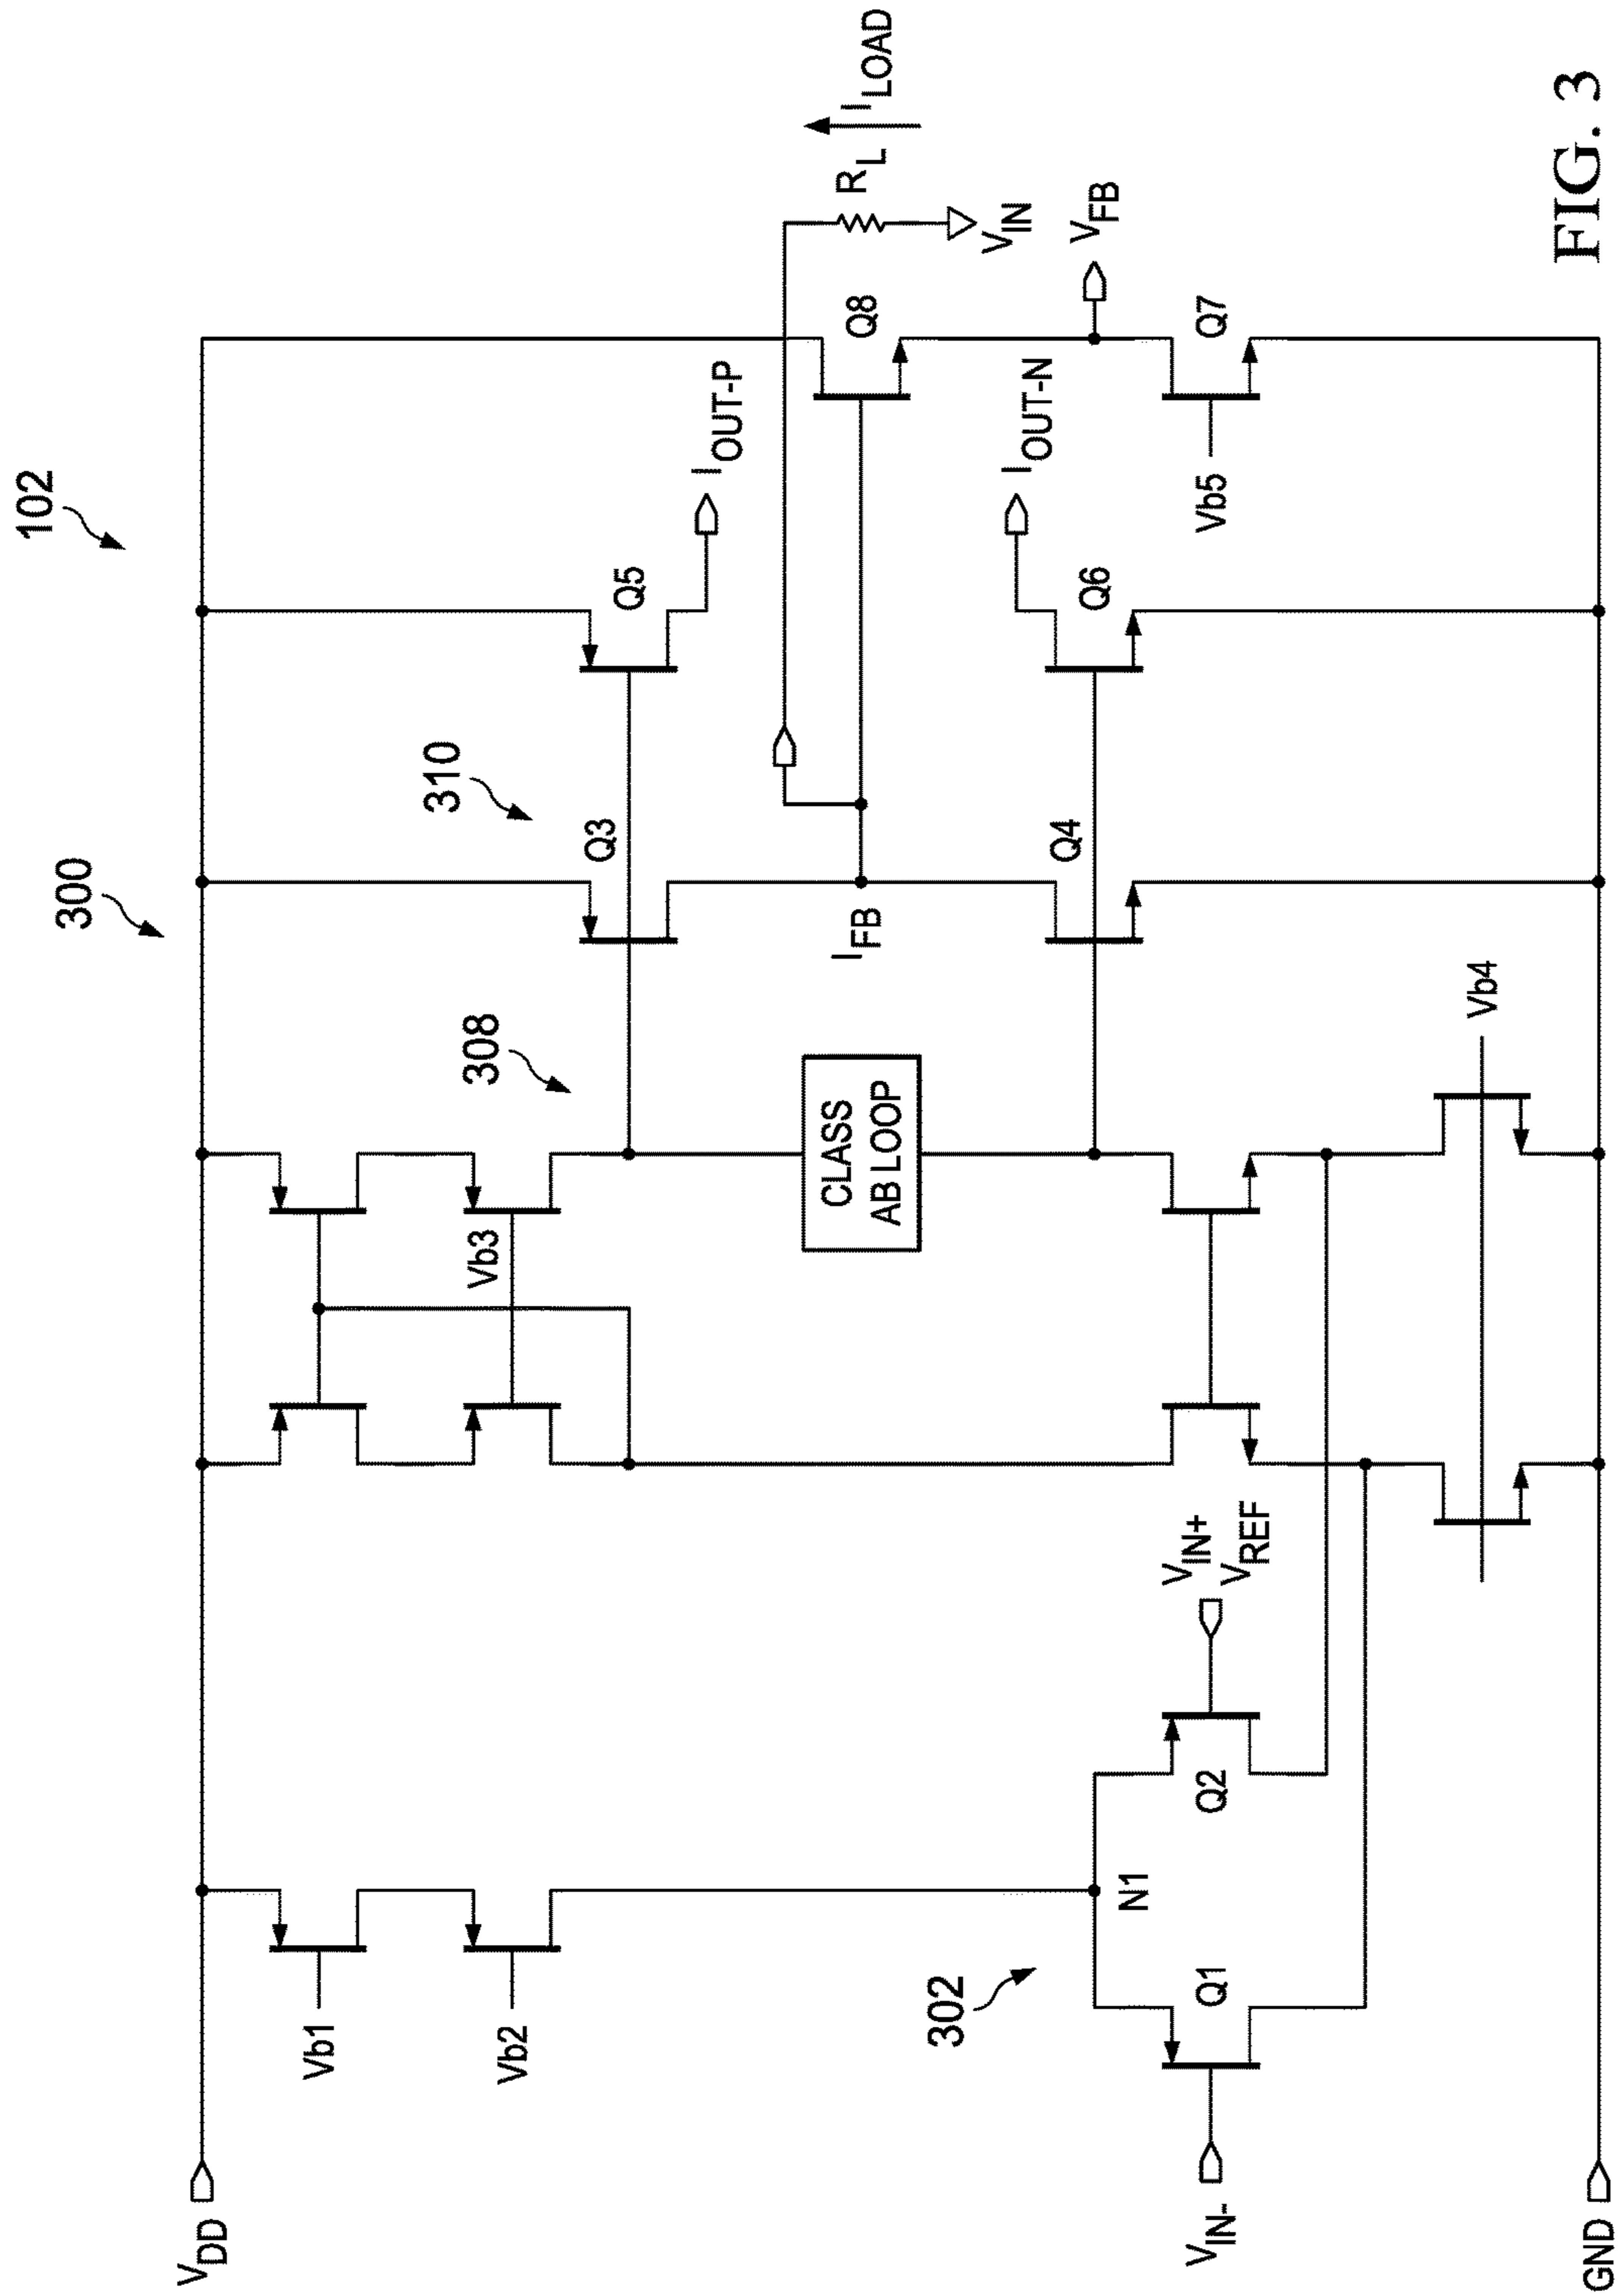 102
300
310
308
302
V_DD
GND
Vb1
Vb2
Vb3
Vb4
Vb5
V_IN-
V_IN+
V_REF
Q1
Q2
N1
CLASS
AB LOOP
Q3
Q4
I_FB
Q5
Q6
I_OUT-P
I_OUT-N
Q8
Q7
V_FB
V_IN
R_L
I_LOAD
FIG. 3